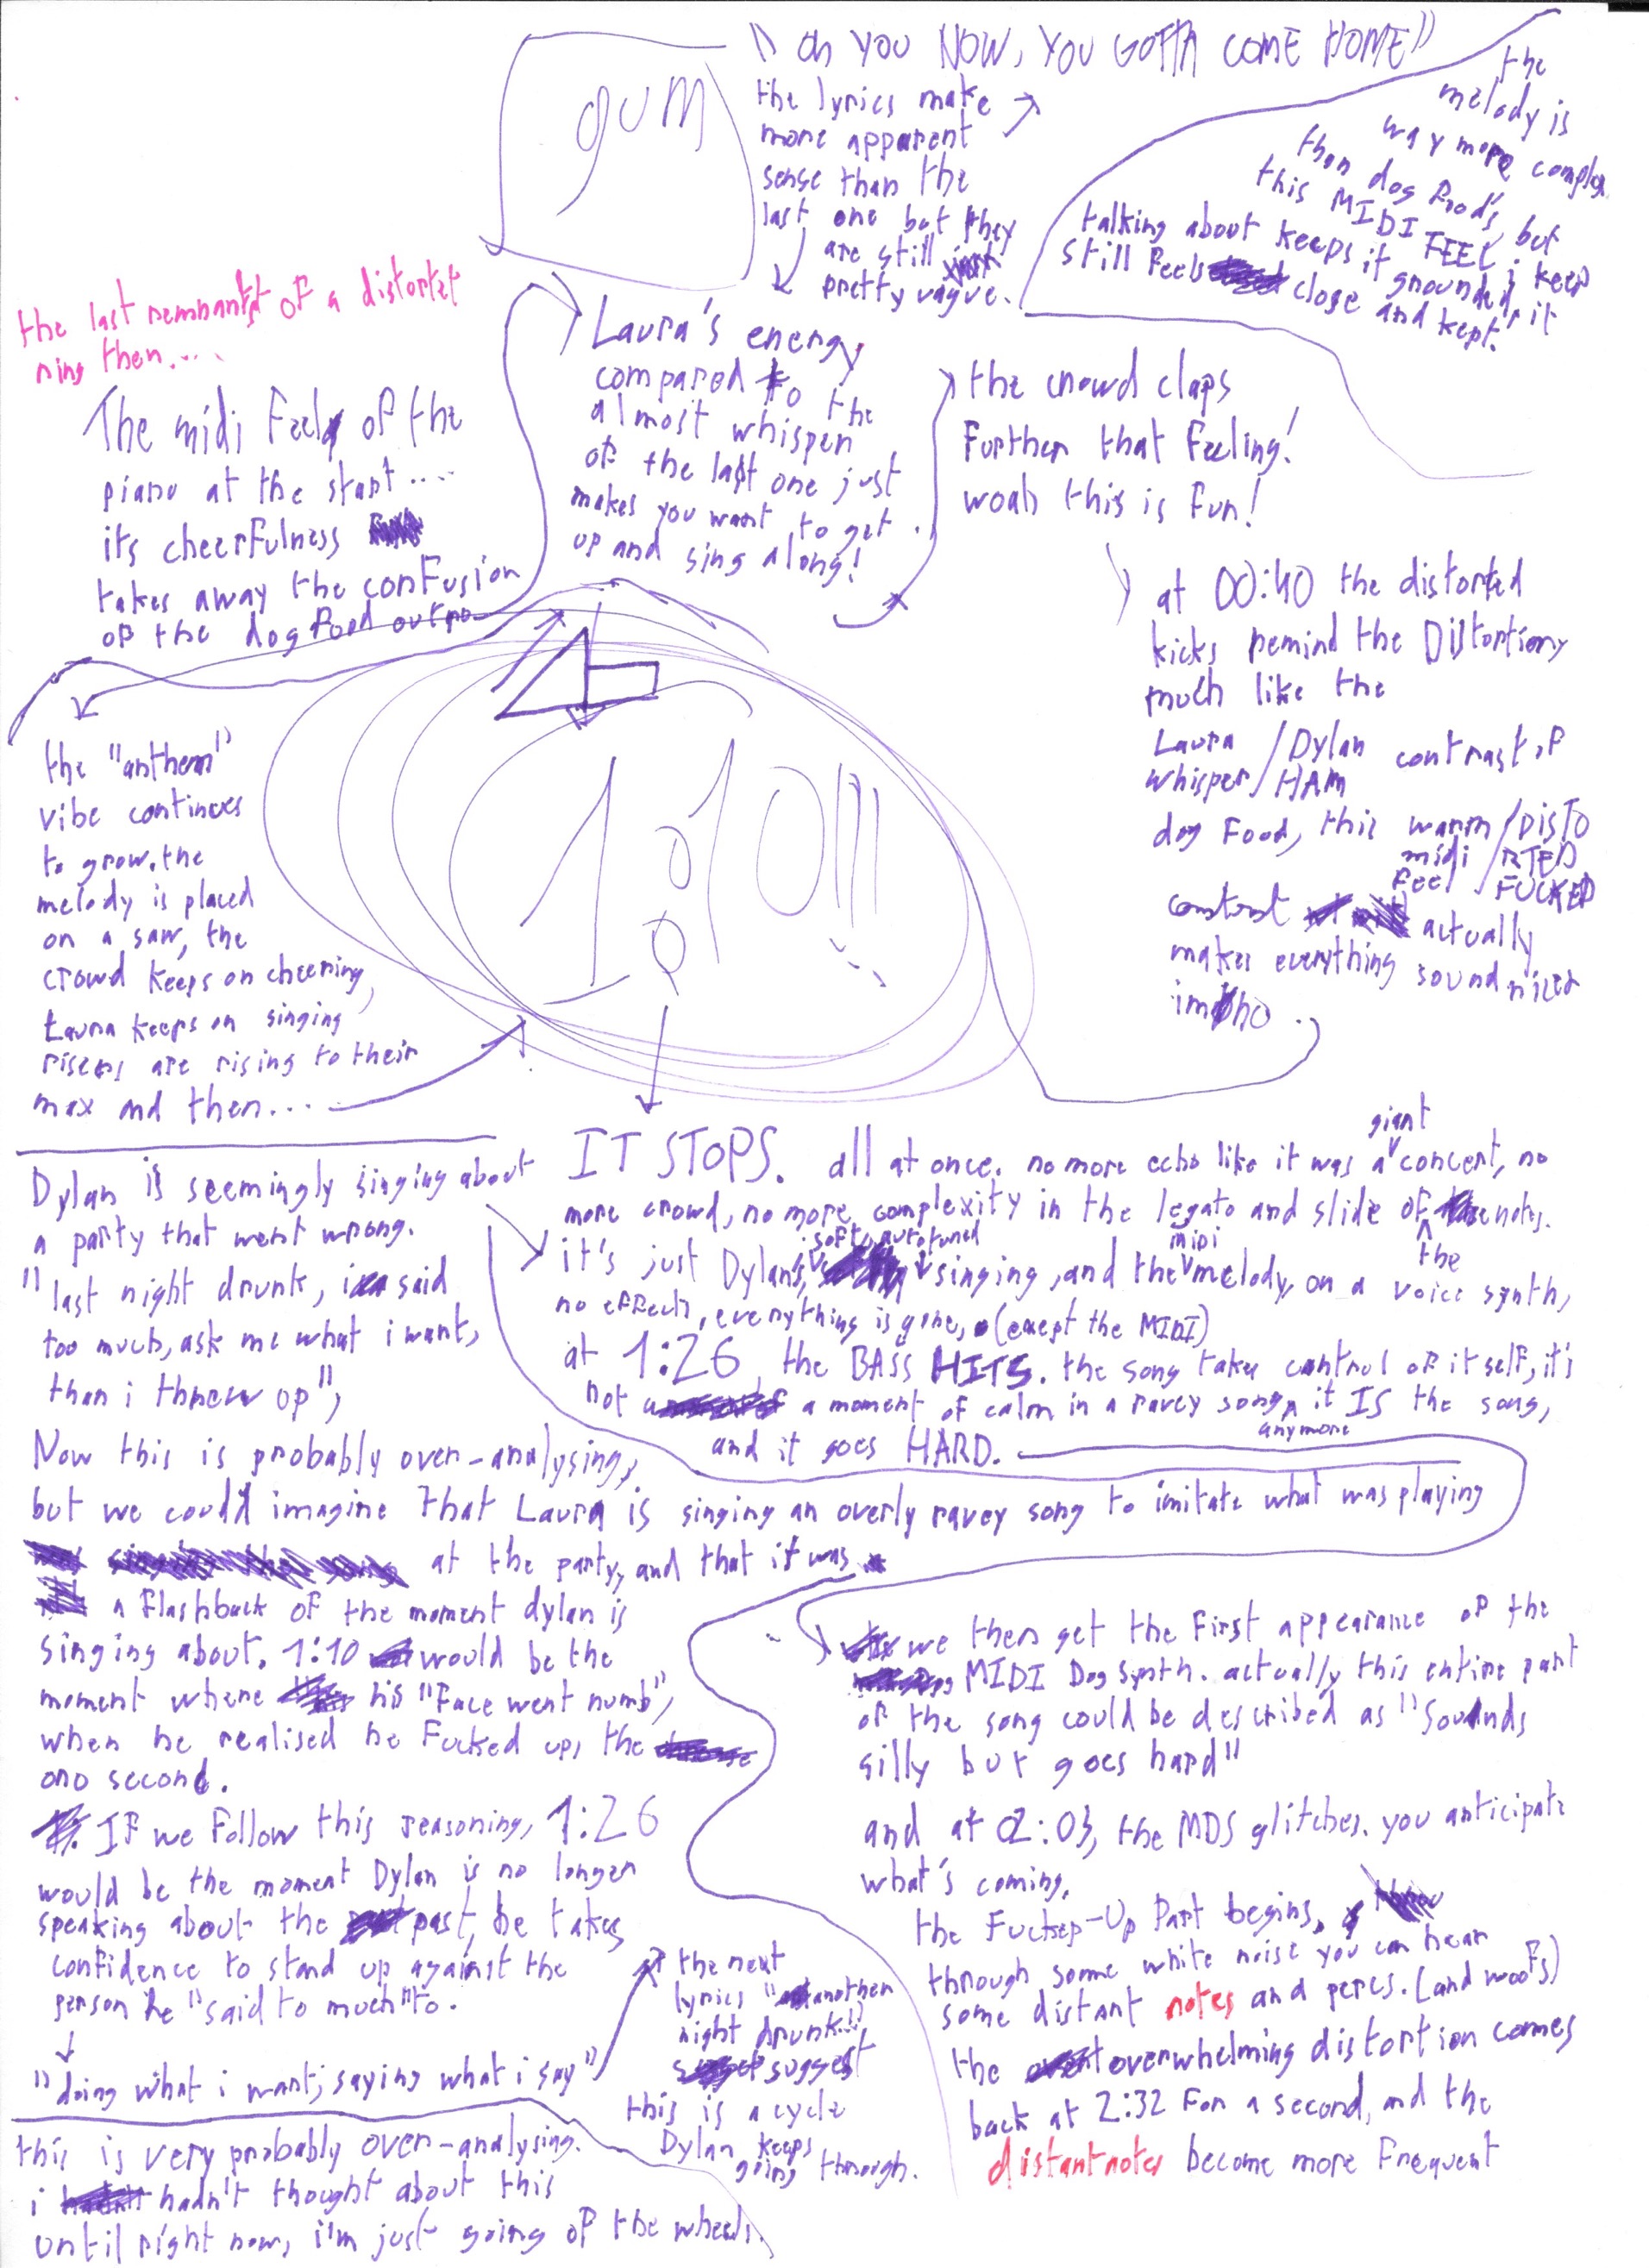 gum
" Oh YOU NOW, YOU GOTTA COME HOME"
the lyrics make
more apparent
sense than the
last one but they
are still
pretty vague.
the
melody is
way more complex
then dog food's, but
this MIDI FEEL i keep
talking about keeps it grounded, it
still feels close and kept.
the last remnants of a distortet
ring then....
The midi feel of the
piano at the start....
its cheerfulness
takes away the confusion
of the dog food outro
Laura's energy
compared to the
almost whisper
of the last one just
makes you want to get
up and sing along!
the crowd claps
further that feeling!
woah this is fun!
at 00:40 the distorted
kicks remind the Distortiony
much like the
Laura / Dylan contrast of
whisper / HAM
dog food, this warm / DISTO
midi / RTED
feel / FUCKED
contrast actually
makes everything sound nicer
imho.
the "anthem"
vibe continues
to grow. the
melody is placed
on a saw, the
crowd keeps on cheering,
Laura keeps on singing
risers are rising to their
max and then...
1:10!!!
IT STOPS. all at once. no more echo like it was a giant concert, no
more crowd, no more complexity in the legato and slide of the notes.
it's just Dylan's, soft, autotuned singing, and the midi melody, on a voice synth,
no effects, everything is gone, (exept the MIDI)
at 1:26, the BASS HITS. the song takes control of itself, it's
not a moment of calm in a ravey song anymore, it IS the song,
and it goes HARD.
Dylan is seemingly singing about
a party that went wrong.
"last night drunk, i said
too much, ask me what i want,
than i threw up",
Now this is probably over-analysing,
but we could imagine that Laura is singing an overly ravey song to imitate what was playing
at the party, and that it was
a flashback of the moment dylan is
singing about. 1:10 would be the
moment where his "face went numb",
when he realised he fucked up, the
ono second.
If we follow this reasoning, 1:26
would be the moment Dylan is no longer
speaking about the past, he takes
confidence to stand up against the
person he "said to much" to.
"doing what i want, saying what i say"
the next
lyrics "another
night drunk.."
suggest
this is a cycle
Dylan keeps
going through.
this is very probably over-analysing.
i hadn't thought about this
until right now, i'm just going of the wheels.
we then get the first appearance of the
MIDI Dog Synth. actually this entire part
of the song could be described as "Sounds
silly but goes hard"
and at 02:03, the MDS glitches. you anticipate
what's coming.
the Fucked-Up Part begins,
through some white noise you can hear
some distant notes and percs. (and woofs)
the overwhelming distortion comes
back at 2:32 for a second, and the
distant notes become more frequent